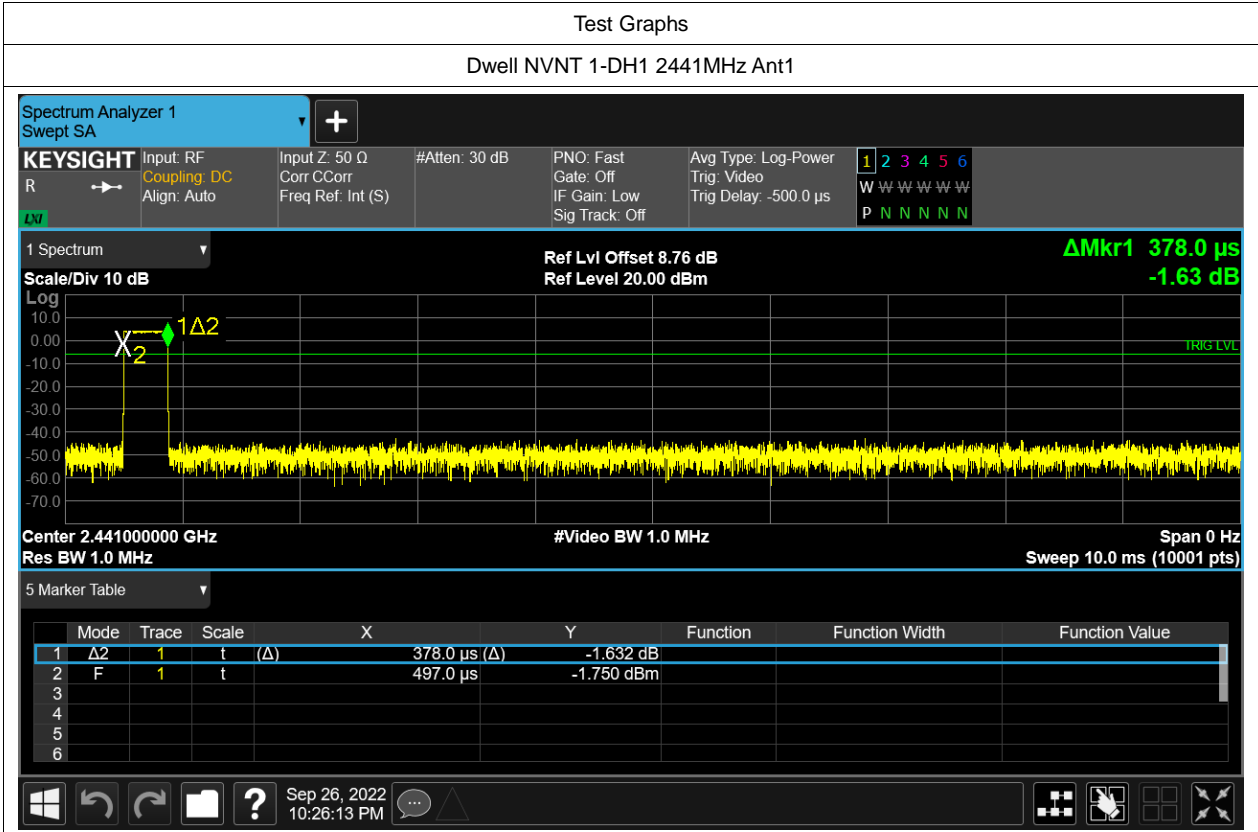 Test Graphs
Dwell NVNT 1-DH1 2441MHz Ant1
Spectrum Analyzer 1
Swept SA
+
KEYSIGHT Input: RF Input Z: 50 Ω #Atten: 30 dB PNO: Fast Avg Type: Log-Power 1 2 3 4 5 6
R Coupling: DC Corr CCorr Gate: Off Trig: Video W W W W W W
Align: Auto Freq Ref: Int (S) IF Gain: Low Trig Delay: -500.0 µs
LXI Sig Track: Off P N N N N N
1 Spectrum Ref Lvl Offset 8.76 dB ΔMkr1 378.0 µs
Scale/Div 10 dB Ref Level 20.00 dBm -1.63 dB
Log
10.0
1Δ2
0.00
X2
TRIG LVL
-10.0
-20.0
-30.0
-40.0
-50.0
-60.0
-70.0
Center 2.441000000 GHz #Video BW 1.0 MHz Span 0 Hz
Res BW 1.0 MHz Sweep 10.0 ms (10001 pts)
5 Marker Table
Mode Trace Scale X Y Function Function Width Function Value
1 Δ2 1 t (Δ) 378.0 µs (Δ) -1.632 dB
2 F 1 t 497.0 µs -1.750 dBm
3
4
5
6
? Sep 26, 2022
10:26:13 PM